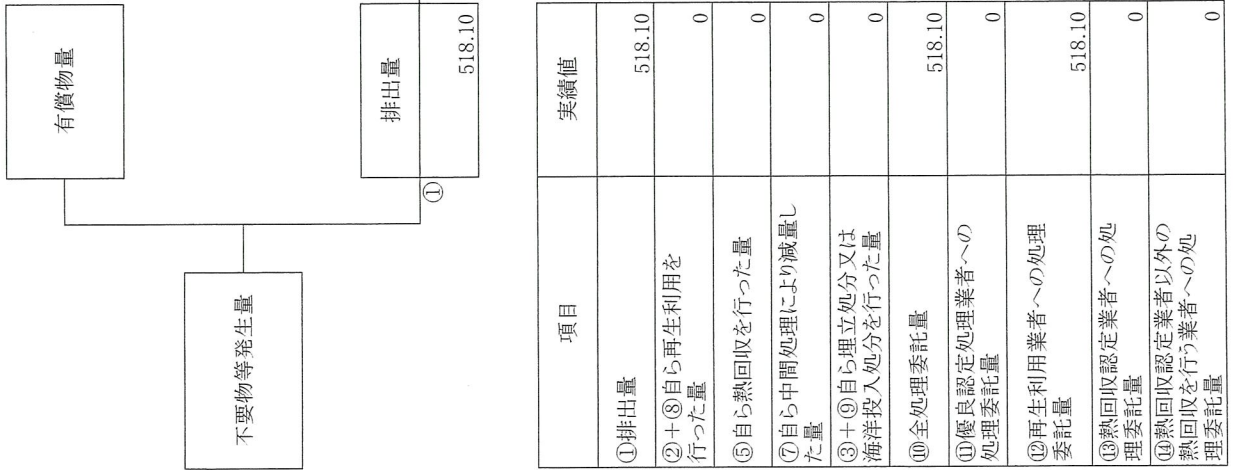 有償物量
不要物等発生量
①
排出量
518.10
項目
実績値
①排出量
518.10
②+⑧自ら再生利用を
行った量
0
⑤自ら熱回収を行った量
0
⑦自ら中間処理により減量し
た量
0
③+⑨自ら埋立処分又は
海洋投入処分を行った量
0
⑩全処理委託量
518.10
⑪優良認定処理業者への
処理委託量
0
⑫再生利用業者への処理
委託量
518.10
⑬熱回収認定業者への処
理委託量
0
⑭熱回収認定業者以外の
熱回収を行う業者への処
理委託量
0